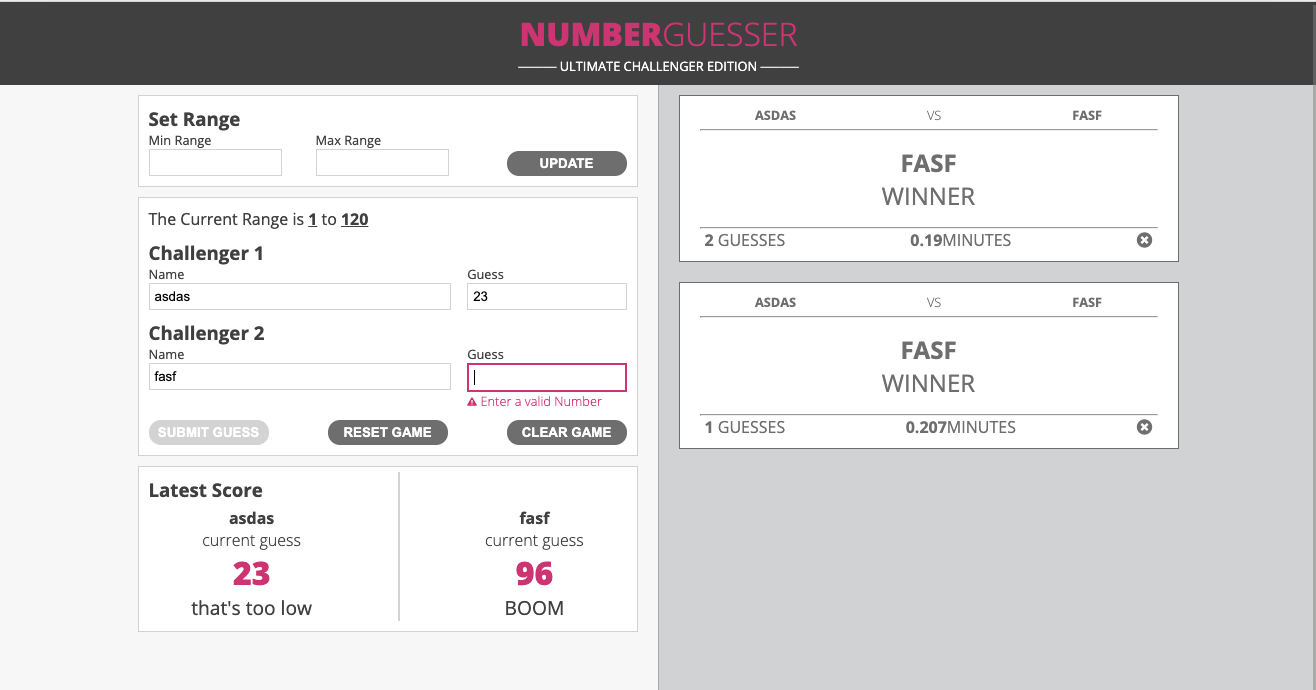 NUMBERGUESSER
ULTIMATE CHALLENGER EDITION
Set Range
Min Range Max Range
UPDATE
The Current Range is 1 to 120
Challenger 1
Name Guess
asdas 23
Challenger 2
Name Guess
fasf
Enter a valid Number
SUBMIT GUESS RESET GAME CLEAR GAME
Latest Score
asdas fasf
current guess current guess
23 96
that's too low BOOM
ASDAS VS FASF
FASF
WINNER
2 GUESSES 0.19MINUTES
ASDAS VS FASF
FASF
WINNER
1 GUESSES 0.207MINUTES